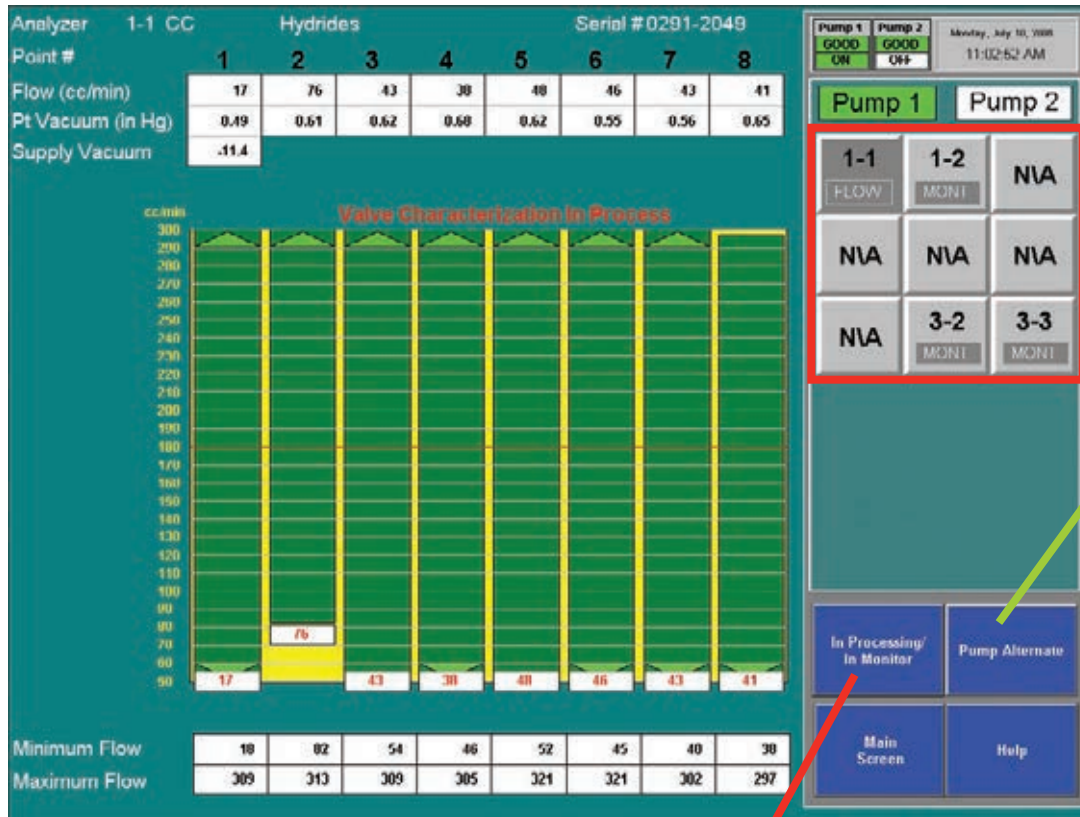 Analyzer 1-1 CC Hydrides Serial #0291-2049
Point # 1 2 3 4 5 6 7 8
Flow (cc/min) 17 76 43 38 48 46 43 41
Pt Vacuum (in Hg) 0.49 0.61 0.62 0.68 0.62 0.55 0.56 0.65
Supply Vacuum -11.4
cc/min
Valve Characterization In Process
300
290
280
270
260
250
240
230
220
210
200
190
180
170
160
150
140
130
120
110
100
90
80
70
60
50
76
17 43 38 48 46 43 41
Minimum Flow 18 82 54 46 52 45 40 38
Maximum Flow 309 313 309 305 321 321 302 297
Pump 1 Pump 2
GOOD GOOD
ON OFF
Monday, July 10,
11:02:52 AM
Pump 1 Pump 2
1-1 1-2 N\A
FLOW MONT
N\A N\A N\A
N\A 3-2 3-3
MONT MONT
In Processing/
In Monitor
Pump Alternate
Main
Screen
Help